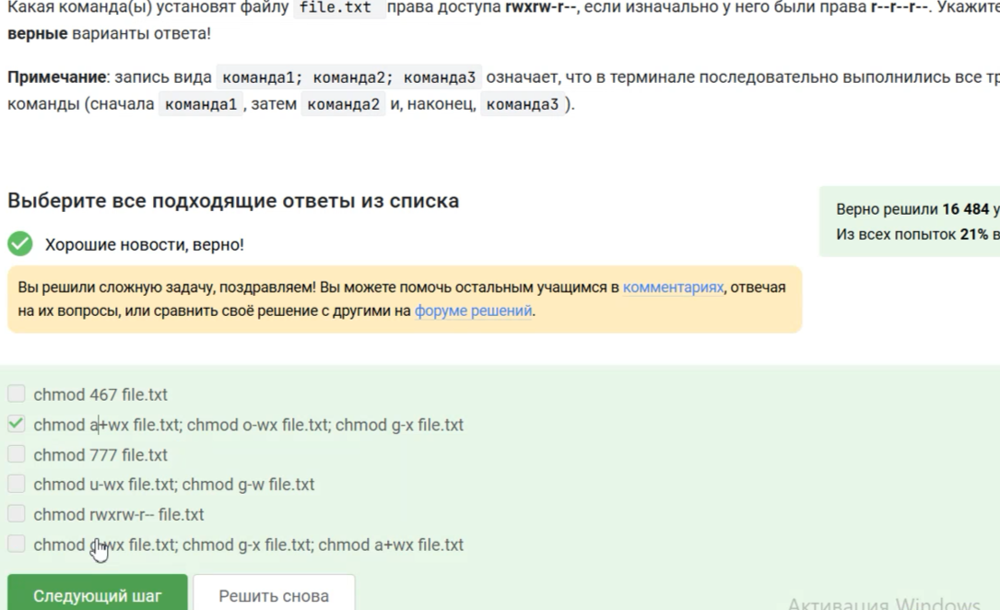 Какая команда(ы) установят файлу file.txt права доступа rwxrw-r--, если изначально у него были права r--r--r--. Укажите
верные варианты ответа!
Примечание: запись вида команда1; команда2; команда3 означает, что в терминале последовательно выполнились все
команды (сначала команда1, затем команда2 и, наконец, команда3).
Выберите все подходящие ответы из списка
Верно решили 16 484
Хорошие новости, верно!
Из всех попыток 21%
Вы решили сложную задачу, поздравляем! Вы можете помочь остальным учащимся в комментариях, отвечая
на их вопросы, или сравнить своё решение с другими на форуме решений.
chmod 467 file.txt
chmod a+wx file.txt; chmod o-wx file.txt; chmod g-x file.txt
chmod 777 file.txt
chmod u-wx file.txt; chmod g-w file.txt
chmod rwxrw-r-- file.txt
chmod file.txt; chmod g-x file.txt; chmod a+wx file.txt
Следующий шаг
Решить снова
Активация Windows